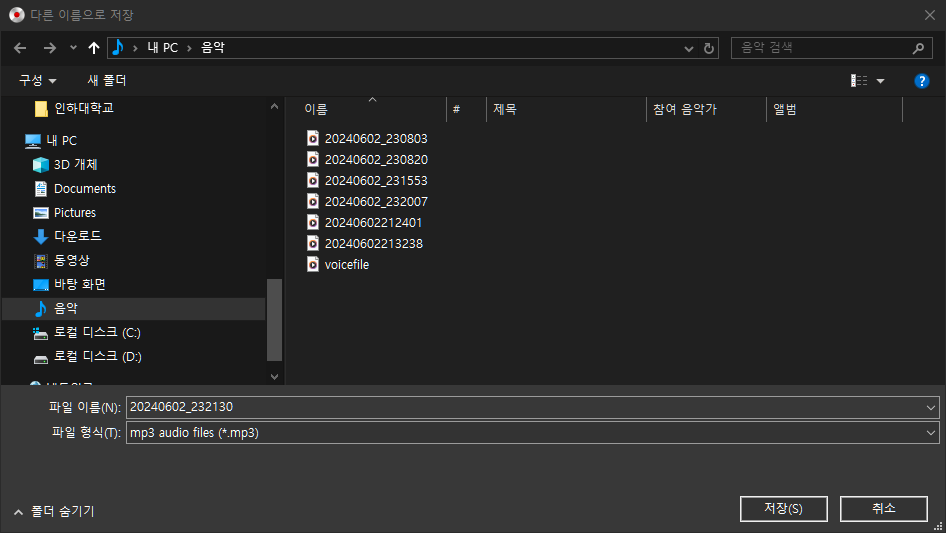 다른 이름으로 저장
내 PC 음악
음악 검색
구성 새 폴더
이름 # 제목 참여 음악가 앨범
인하대학교
내 PC
3D 개체
Documents
Pictures
다운로드
동영상
바탕 화면
음악
로컬 디스크 (C:)
로컬 디스크 (D:)
20240602_230803
20240602_230820
20240602_231553
20240602_232007
20240602212401
20240602213238
voicefile
파일 이름(N): 20240602_232130
파일 형식(T): mp3 audio files (*.mp3)
폴더 숨기기
저장(S) 취소